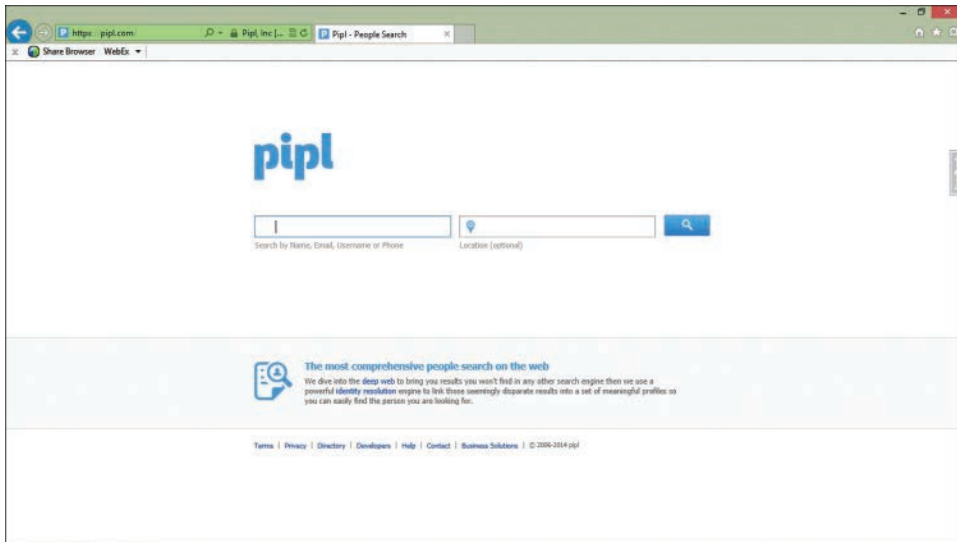 https pipl.com
Pipl, Inc [...
Pipl - People Search
Share Browser WebEx
pipl
Search by Name, Email, Username or Phone
Location (optional)
The most comprehensive people search on the web
We dive into the deep web to bring you results you won't find in any other search engine then we use a
powerful identity resolution engine to link those seemingly disparate results into a set of meaningful profiles so
you can easily find the person you are looking for.
Terms | Privacy | Directory | Developers | Help | Contact | Business Solutions | © 2006-2014 pipl